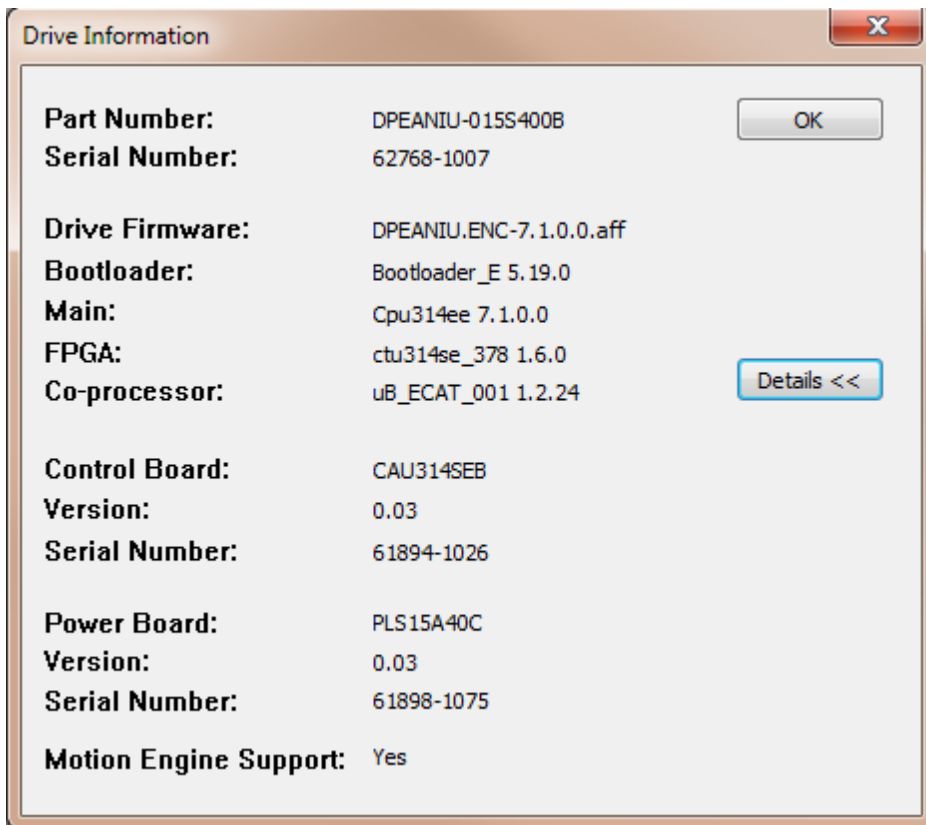 Drive Information
Part Number: DPEANIU-015S400B OK
Serial Number: 62768-1007
Drive Firmware: DPEANIU.ENC-7.1.0.0.aff
Bootloader: Bootloader_E 5.19.0
Main: Cpu314ee 7.1.0.0
FPGA: ctu314se_378 1.6.0
Co-processor: uB_ECAT_001 1.2.24 Details <<
Control Board: CAU314SEB
Version: 0.03
Serial Number: 61894-1026
Power Board: PLS15A40C
Version: 0.03
Serial Number: 61898-1075
Motion Engine Support: Yes